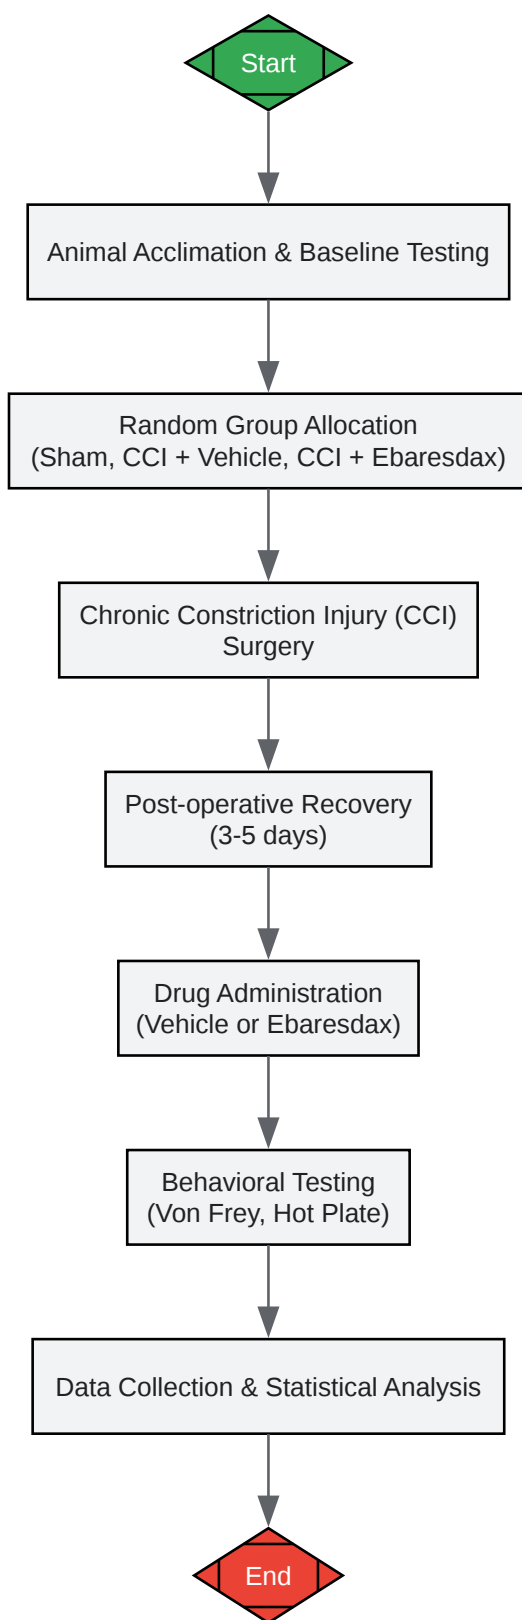 Start
Animal Acclimation & Baseline Testing
Random Group Allocation
(Sham, CCI + Vehicle, CCI + Ebaresdax)
Chronic Constriction Injury (CCI)
Surgery
Post-operative Recovery
(3-5 days)
Drug Administration
(Vehicle or Ebaresdax)
Behavioral Testing
(Von Frey, Hot Plate)
Data Collection & Statistical Analysis
End